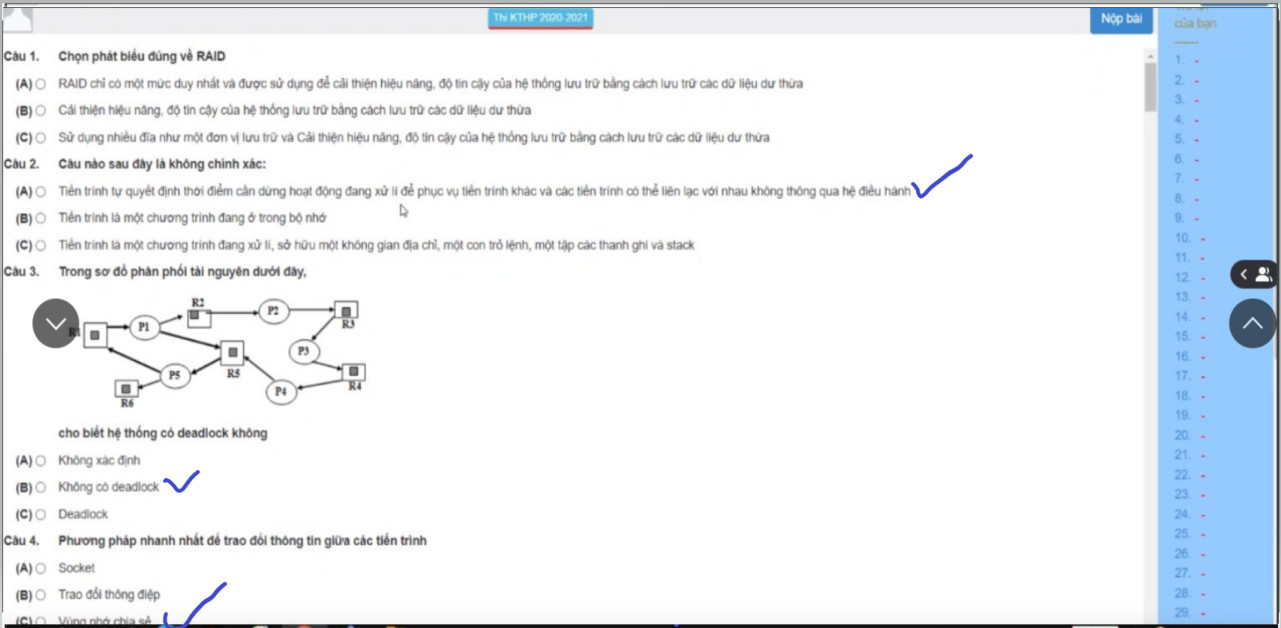 Thi KTHP 2020-2021
Nộp bài
của bạn
Câu 1. Chọn phát biểu đúng về RAID
(A) RAID chỉ có một mức duy nhất và được sử dụng để cải thiện hiệu năng, độ tin cậy của hệ thống lưu trữ bằng cách lưu trữ các dữ liệu dư thừa
(B) Cải thiện hiệu năng, độ tin cậy của hệ thống lưu trữ bằng cách lưu trữ các dữ liệu dư thừa
(C) Sử dụng nhiều đĩa như một đơn vị lưu trữ và Cải thiện hiệu năng, độ tin cậy của hệ thống lưu trữ bằng cách lưu trữ các dữ liệu dư thừa
Câu 2. Câu nào sau đây là không chính xác:
(A) Tiến trình tự quyết định thời điểm cần dừng hoạt động đang xử lí để phục vụ tiến trình khác và các tiến trình có thể liên lạc với nhau không thông qua hệ điều hành
(B) Tiến trình là một chương trình đang ở trong bộ nhớ
(C) Tiến trình là một chương trình đang xử lí, sở hữu một không gian địa chỉ, một con trỏ lệnh, một tập các thanh ghi và stack
Câu 3. Trong sơ đồ phân phối tài nguyên dưới đây,
R2
P2
R3
P1
P3
R5
P5
R4
P4
R6
cho biết hệ thống có deadlock không
(A) Không xác định
(B) Không có deadlock
(C) Deadlock
Câu 4. Phương pháp nhanh nhất để trao đổi thông tin giữa các tiến trình
(A) Socket
(B) Trao đổi thông điệp
(C) Vùng nhớ chia sẻ
1. -
2. -
3. -
4. -
5. -
6. -
7. -
8. -
9. -
10. -
11. -
12. -
13. -
14. -
15. -
16. -
17. -
18. -
19. -
20. -
21. -
22. -
23. -
24. -
25. -
26. -
27. -
28. -
29. -